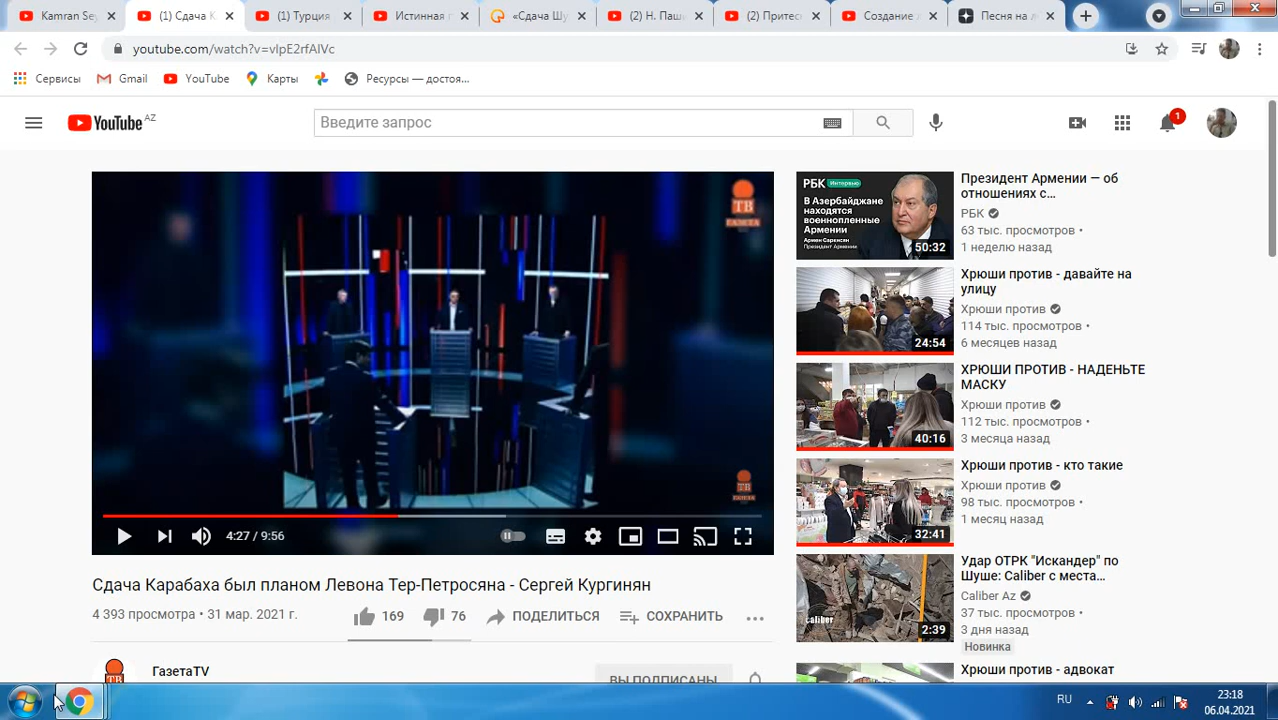 Kamran Sey
(1) Сдача К
(1) Турция
Истинная г
«Сдача Ш
(2) Н. Паш
(2) Притес
Создание л
Песня на л
youtube.com/watch?v=vIpE2rfAIVc
Сервисы
Gmail
YouTube
Карты
Ресурсы — достоя...
YouTube AZ
Введите запрос
1
ТВ
ГАЗЕТА
4:27 / 9:56
Сдача Карабаха был планом Левона Тер-Петросяна - Сергей Кургинян
4 393 просмотра • 31 мар. 2021 г.
169
76
ПОДЕЛИТЬСЯ
СОХРАНИТЬ
ГазетаTV
ВЫ ПОДПИСАНЫ
РБК Интервью
В Азербайджане
находятся
военнопленные
Армении
Армен Саркисян
Президент Армении
50:32
Президент Армении — об
отношениях с...
РБК
63 тыс. просмотров •
1 неделю назад
24:54
Хрюши против - давайте на
улицу
Хрюши против
114 тыс. просмотров •
6 месяцев назад
40:16
ХРЮШИ ПРОТИВ - НАДЕНЬТЕ
МАСКУ
Хрюши против
112 тыс. просмотров •
3 месяца назад
32:41
Хрюши против - кто такие
Хрюши против
98 тыс. просмотров •
1 месяц назад
caliber
2:39
Удар ОТРК "Искандер" по
Шуше: Caliber с места...
Caliber Az
37 тыс. просмотров •
3 дня назад
Новинка
Хрюши против - адвокат
RU
23:18
06.04.2021